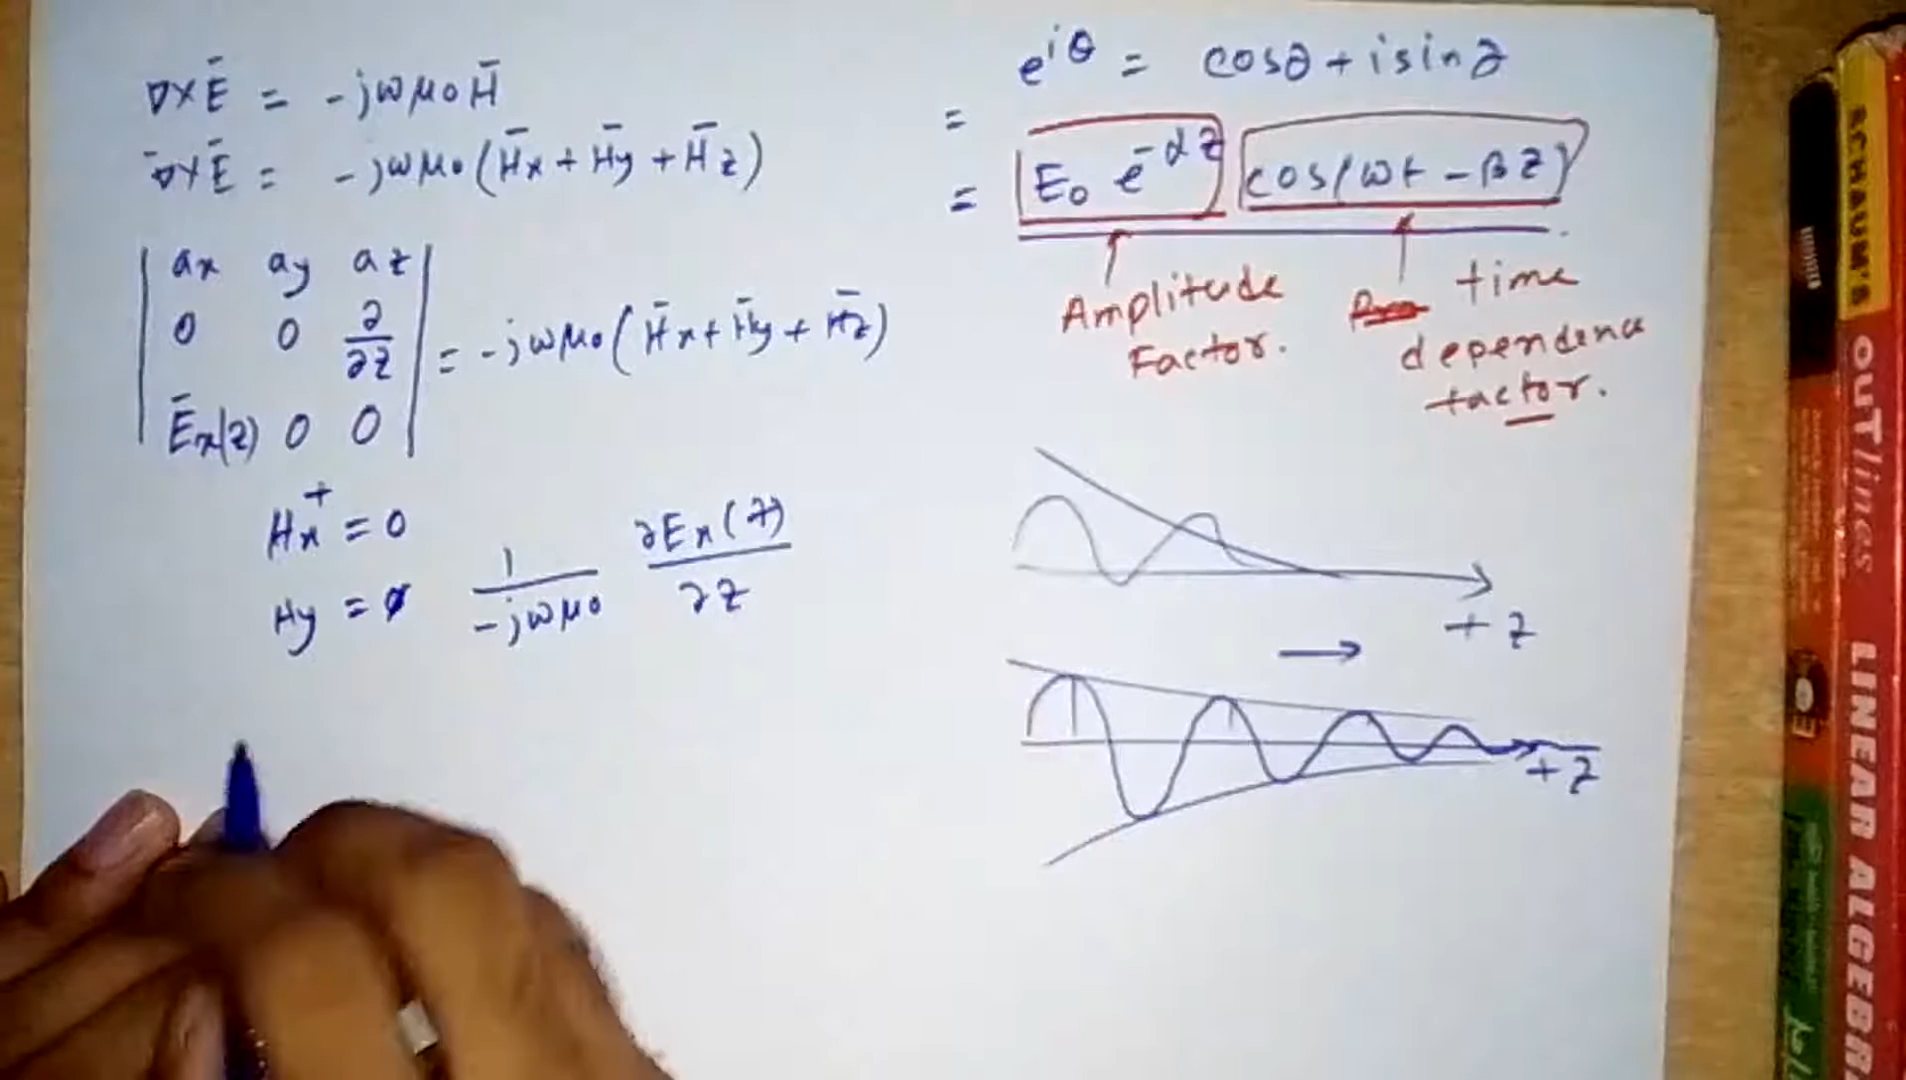 ∇×Ē = -jωμ₀H̄
∇̄×Ē = -jωμ₀(H̄x + H̄y + H̄z)
| ax ay az |
| 0 0 ∂/∂z | = -jωμ₀(H̄x + H̄y + H̄z)
| Ēx(z) 0 0 |
Hx⁺ = 0
Hy = 1/(-jωμ₀) ∂Ex(z)/∂z
e^{iθ} = cosθ + i sinθ
=
= E₀ e^{-αz} cos(ωt - βz)
Amplitude
Factor.
time
dependence
factor.
+z
+z
SCHAUM'S
OUTlines
LINEAR ALGEBRA